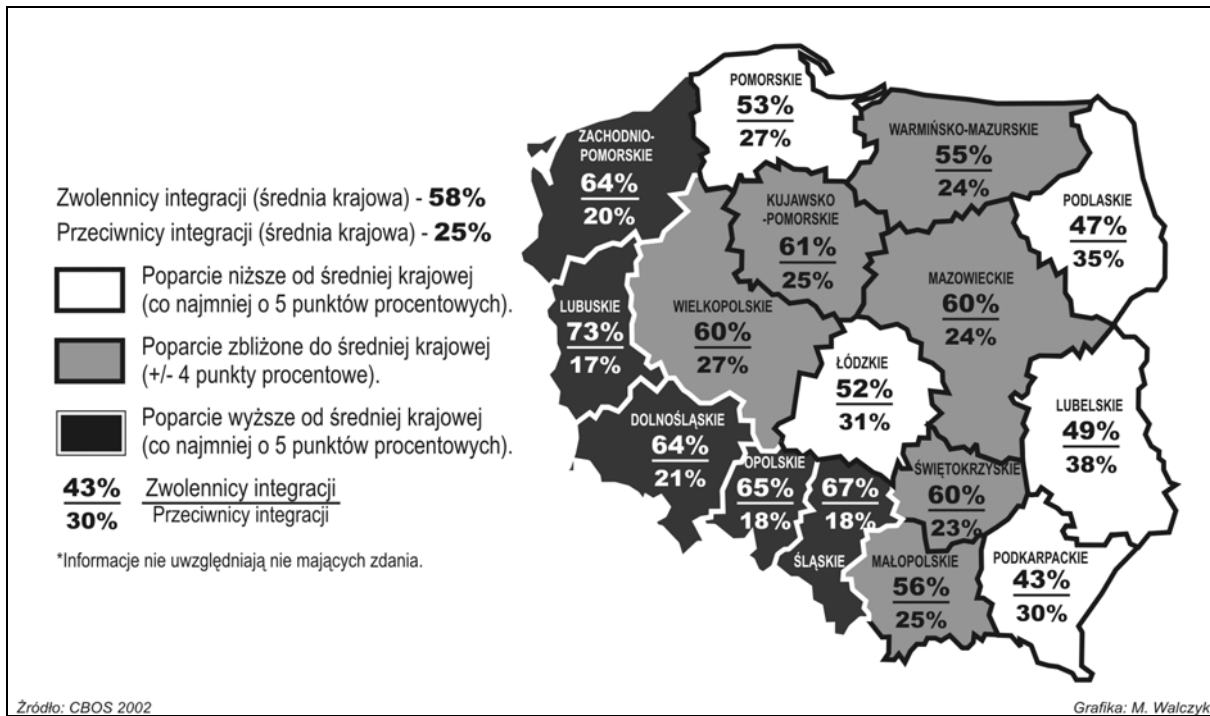 Zwolennicy integracji (średnia krajowa) - 58%
Przeciwnicy integracji (średnia krajowa) - 25%
Poparcie niższe od średniej krajowej
(co najmniej o 5 punktów procentowych).
Poparcie zbliżone do średniej krajowej
(+/- 4 punkty procentowe).
Poparcie wyższe od średniej krajowej
(co najmniej o 5 punktów procentowych).
43% Zwolennicy integracji
30% Przeciwnicy integracji
*Informacje nie uwzględniają nie mających zdania.
POMORSKIE
53%
27%
WARMIŃSKO-MAZURSKIE
55%
24%
ZACHODNIO-
POMORSKIE
64%
20%
KUJAWSKO
-POMORSKIE
61%
25%
PODLASKIE
47%
35%
MAZOWIECKIE
60%
24%
LUBUSKIE
73%
17%
WIELKOPOLSKIE
60%
27%
ŁÓDZKIE
52%
31%
LUBELSKIE
49%
38%
DOLNOŚLĄSKIE
64%
21%
OPOLSKIE
65%
18%
67%
18%
ŚLĄSKIE
ŚWIĘTOKRZYSKIE
60%
23%
MAŁOPOLSKIE
56%
25%
PODKARPACKIE
43%
30%
Źródło: CBOS 2002
Grafika: M. Walczyk